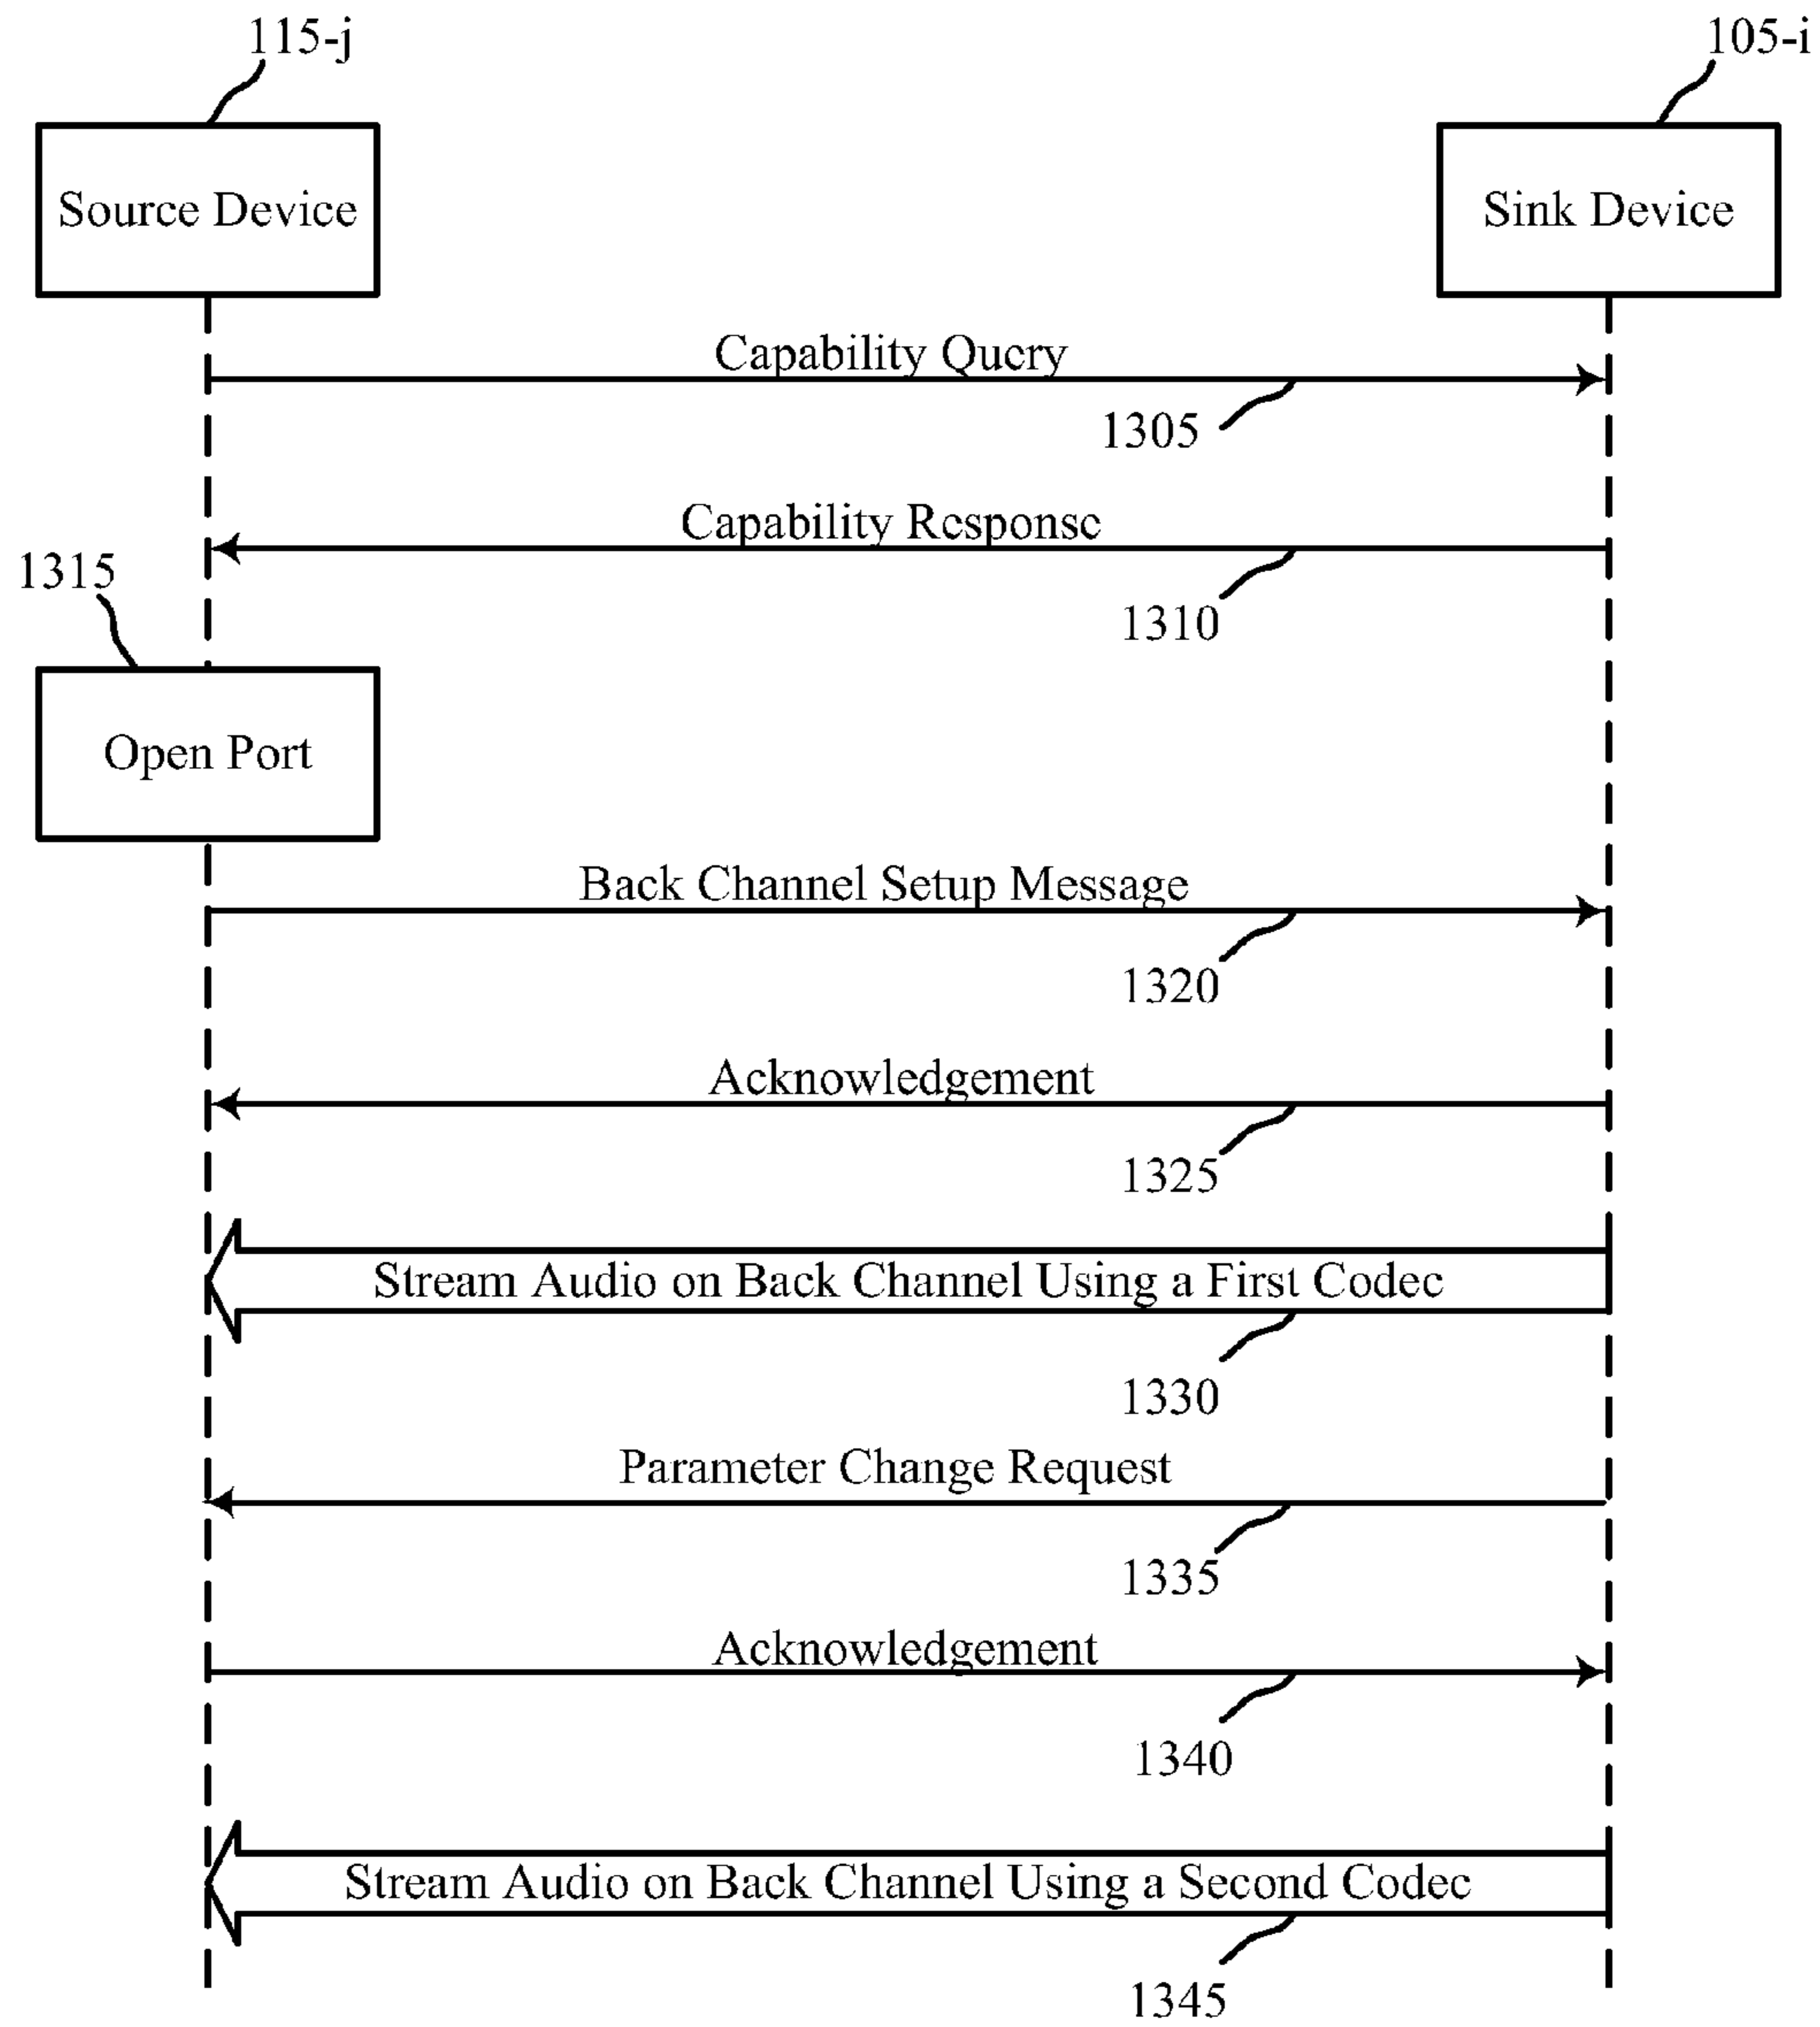 115-j
105-i
Source Device
Sink Device
Capability Query
1305
Capability Response
1310
1315
Open Port
Back Channel Setup Message
1320
Acknowledgement
1325
Stream Audio on Back Channel Using a First Codec
1330
Parameter Change Request
1335
Acknowledgement
1340
Stream Audio on Back Channel Using a Second Codec
1345